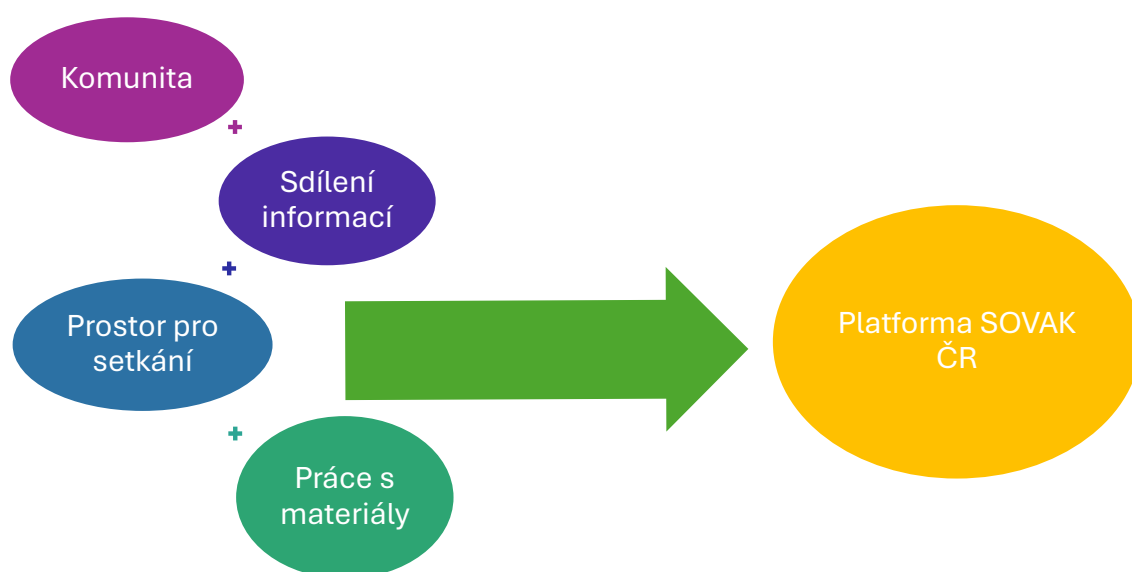 Komunita
Sdílení
informací
Prostor pro
setkání
Práce s
materiály
Platforma SOVAK
ČR